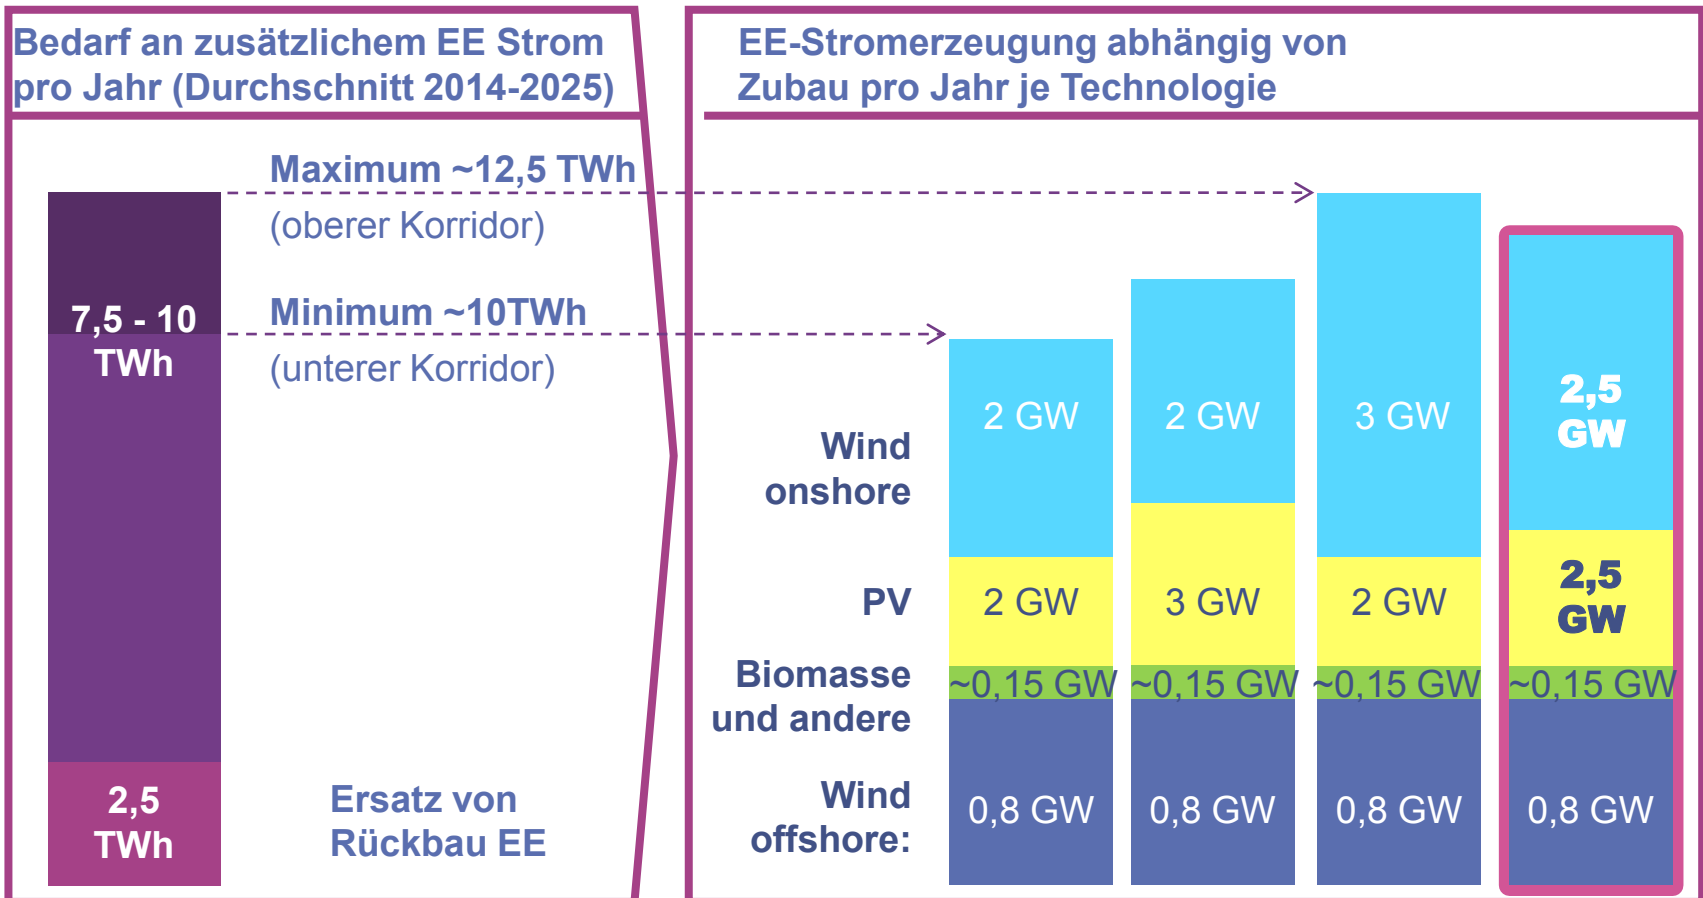 Bedarf an zusätzlichem EE Strom
pro Jahr (Durchschnitt 2014-2025)
Maximum ~12,5 TWh
(oberer Korridor)
7,5 - 10
TWh
Minimum ~10TWh
(unterer Korridor)
2,5
TWh
Ersatz von
Rückbau EE
EE-Stromerzeugung abhängig von
Zubau pro Jahr je Technologie
Wind
onshore
2 GW
2 GW
3 GW
2,5
GW
PV
2 GW
3 GW
2 GW
2,5
GW
Biomasse
und andere
~0,15 GW
~0,15 GW
~0,15 GW
~0,15 GW
Wind
offshore:
0,8 GW
0,8 GW
0,8 GW
0,8 GW